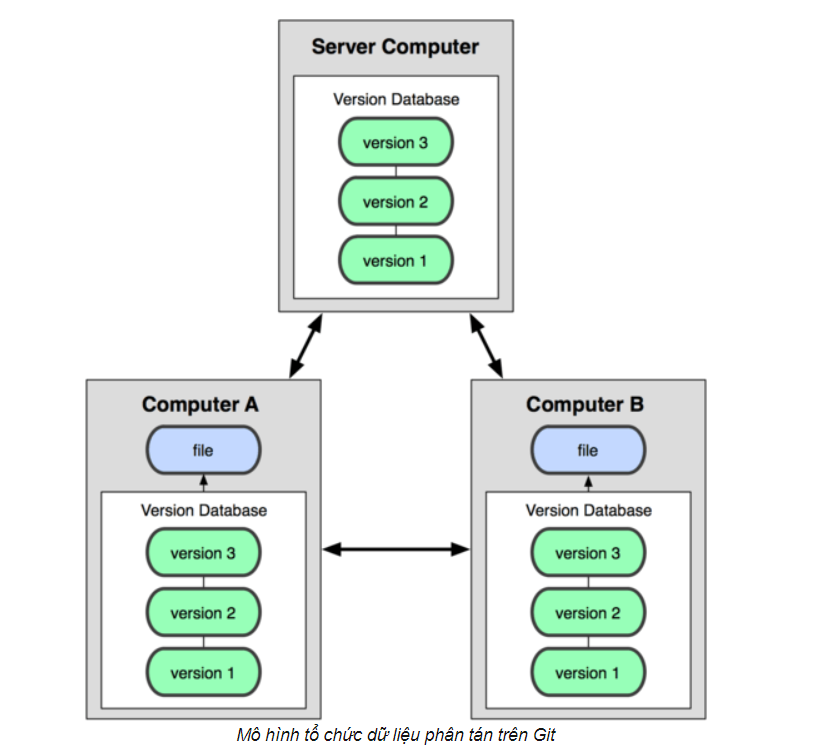 Server Computer
Version Database
version 3
version 2
version 1
Computer A
file
Version Database
version 3
version 2
version 1
Computer B
file
Version Database
version 3
version 2
version 1
Mô hình tổ chức dữ liệu phân tán trên Git